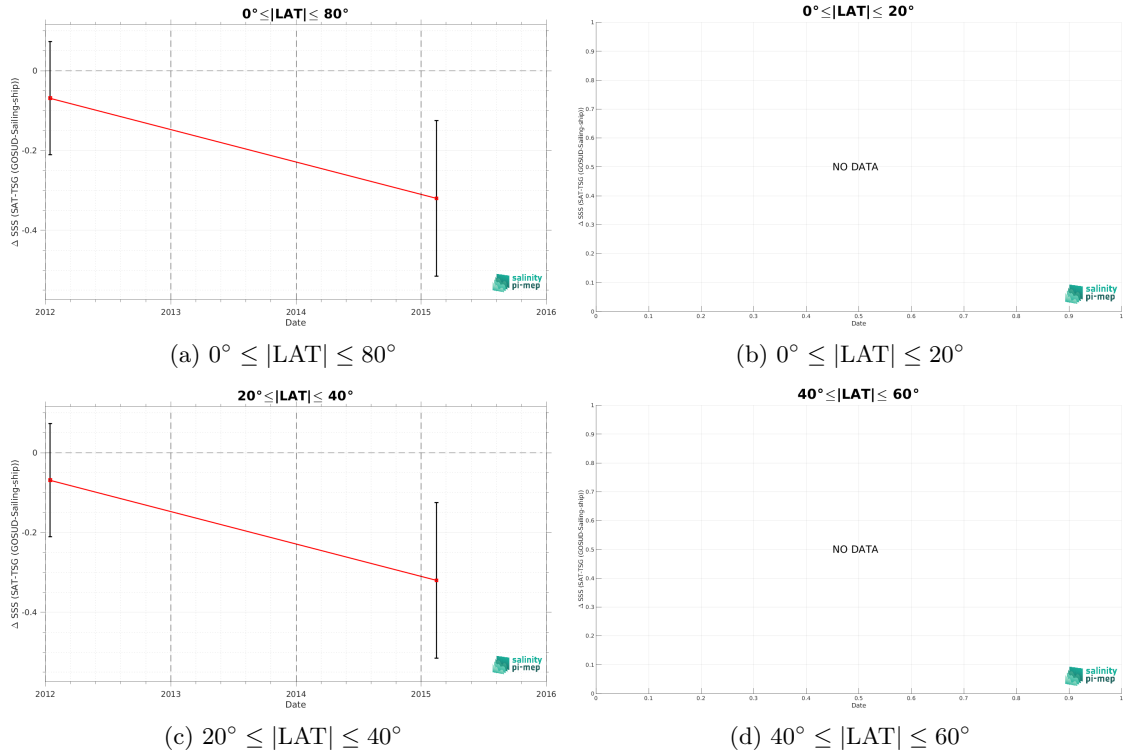 0°≤|LAT|≤ 80°
Δ SSS (SAT-TSG (GOSUD-Sailing-ship))
0
-0.2
-0.4
2012 2013 2014 2015 2016
Date
salinity
pi-mep
(a) 0° ≤ |LAT| ≤ 80°
0°≤|LAT|≤ 20°
Δ SSS (SAT-TSG (GOSUD-Sailing-ship))
1
0.9
0.8
0.7
0.6
0.5
0.4
0.3
0.2
0.1
0
NO DATA
0 0.1 0.2 0.3 0.4 0.5 0.6 0.7 0.8 0.9 1
Date
salinity
pi-mep
(b) 0° ≤ |LAT| ≤ 20°
20°≤|LAT|≤ 40°
Δ SSS (SAT-TSG (GOSUD-Sailing-ship))
0
-0.2
-0.4
2012 2013 2014 2015 2016
Date
salinity
pi-mep
(c) 20° ≤ |LAT| ≤ 40°
40°≤|LAT|≤ 60°
Δ SSS (SAT-TSG (GOSUD-Sailing-ship))
1
0.9
0.8
0.7
0.6
0.5
0.4
0.3
0.2
0.1
0
NO DATA
0 0.1 0.2 0.3 0.4 0.5 0.6 0.7 0.8 0.9 1
Date
salinity
pi-mep
(d) 40° ≤ |LAT| ≤ 60°